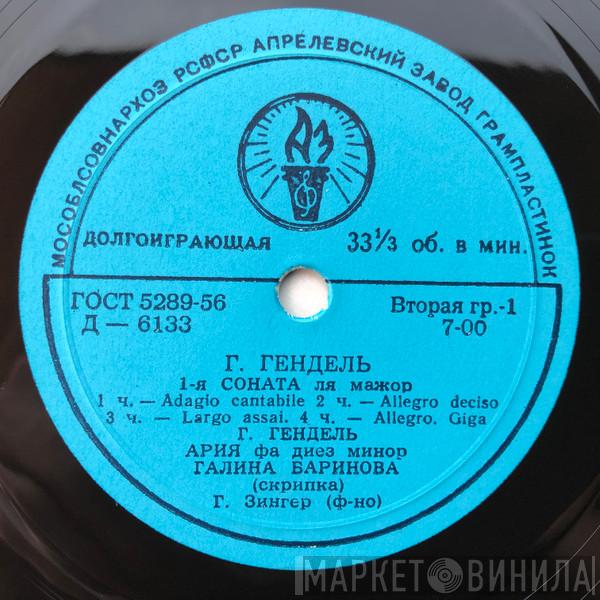 МОСОБЛСОВНАРХОЗ РСФСР АПРЕЛЕВСКИЙ ЗАВОД ГРАМПЛАСТИНОК
АЗ
ДОЛГОИГРАЮЩАЯ 33⅓ об. в мин.
ГОСТ 5289-56 Вторая гр.-1
Д — 6133 7-00
Г. ГЕНДЕЛЬ
1-я СОНАТА ля мажор
1 ч. — Adagio cantabile 2 ч. — Allegro deciso
3 ч. — Largo assai. 4 ч. — Allegro. Giga
Г. ГЕНДЕЛЬ
АРИЯ фа диез минор
ГАЛИНА БАРИНОВА
(скрипка)
Г. Зингер (ф-но)
МАРКЕТ ВИНИЛА